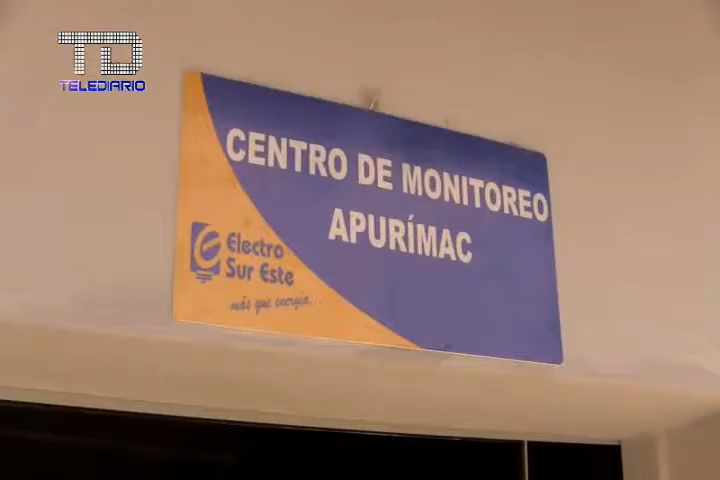 TD
TELEDIARIO
CENTRO DE MONITOREO
APURÍMAC
Electro
Sur Este
más que energía...